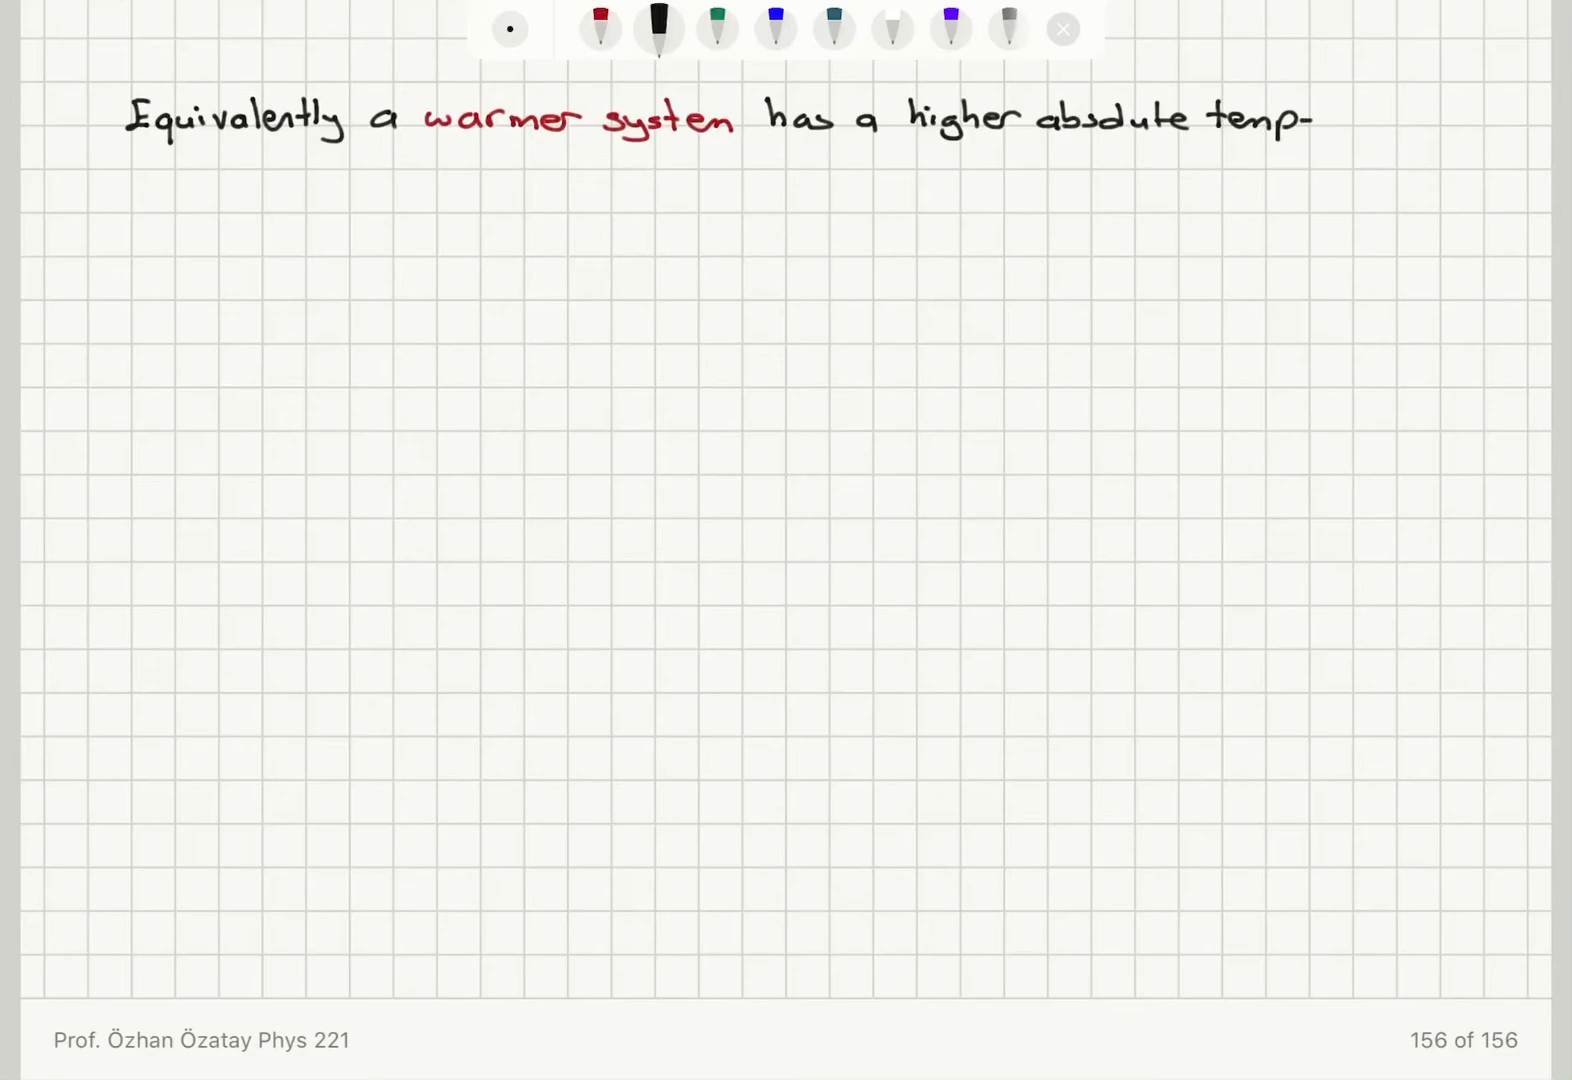 Equivalently a warmer system has a higher absolute temp-
Prof. Özhan Özatay Phys 221
156 of 156